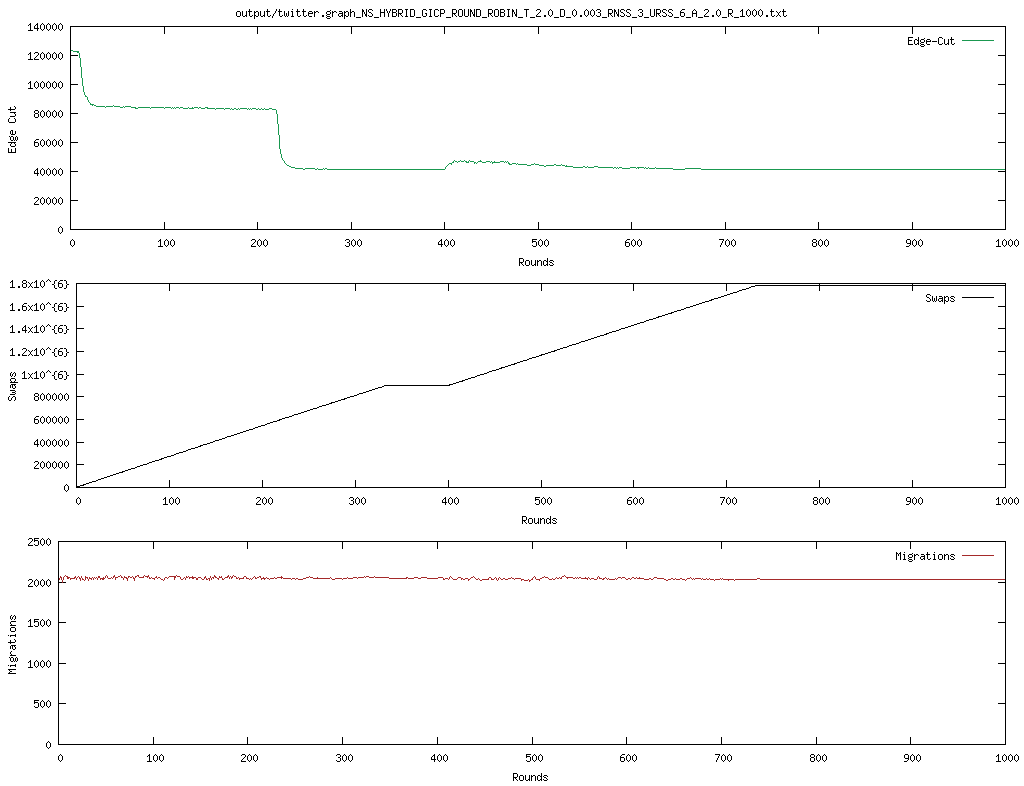 output/twitter.graph_NS_HYBRID_GICP_ROUND_ROBIN_T_2.0_D_0.003_RNSS_3_URSS_6_A_2.0_R_1000.txt
140000
120000
100000
80000
60000
40000
20000
0
Edge Cut
Edge-Cut
0 100 200 300 400 500 600 700 800 900 1000
Rounds
1.8x10^{6}
1.6x10^{6}
1.4x10^{6}
1.2x10^{6}
1x10^{6}
800000
600000
400000
200000
0
Swaps
Swaps
0 100 200 300 400 500 600 700 800 900 1000
Rounds
2500
2000
1500
1000
500
0
Migrations
Migrations
0 100 200 300 400 500 600 700 800 900 1000
Rounds